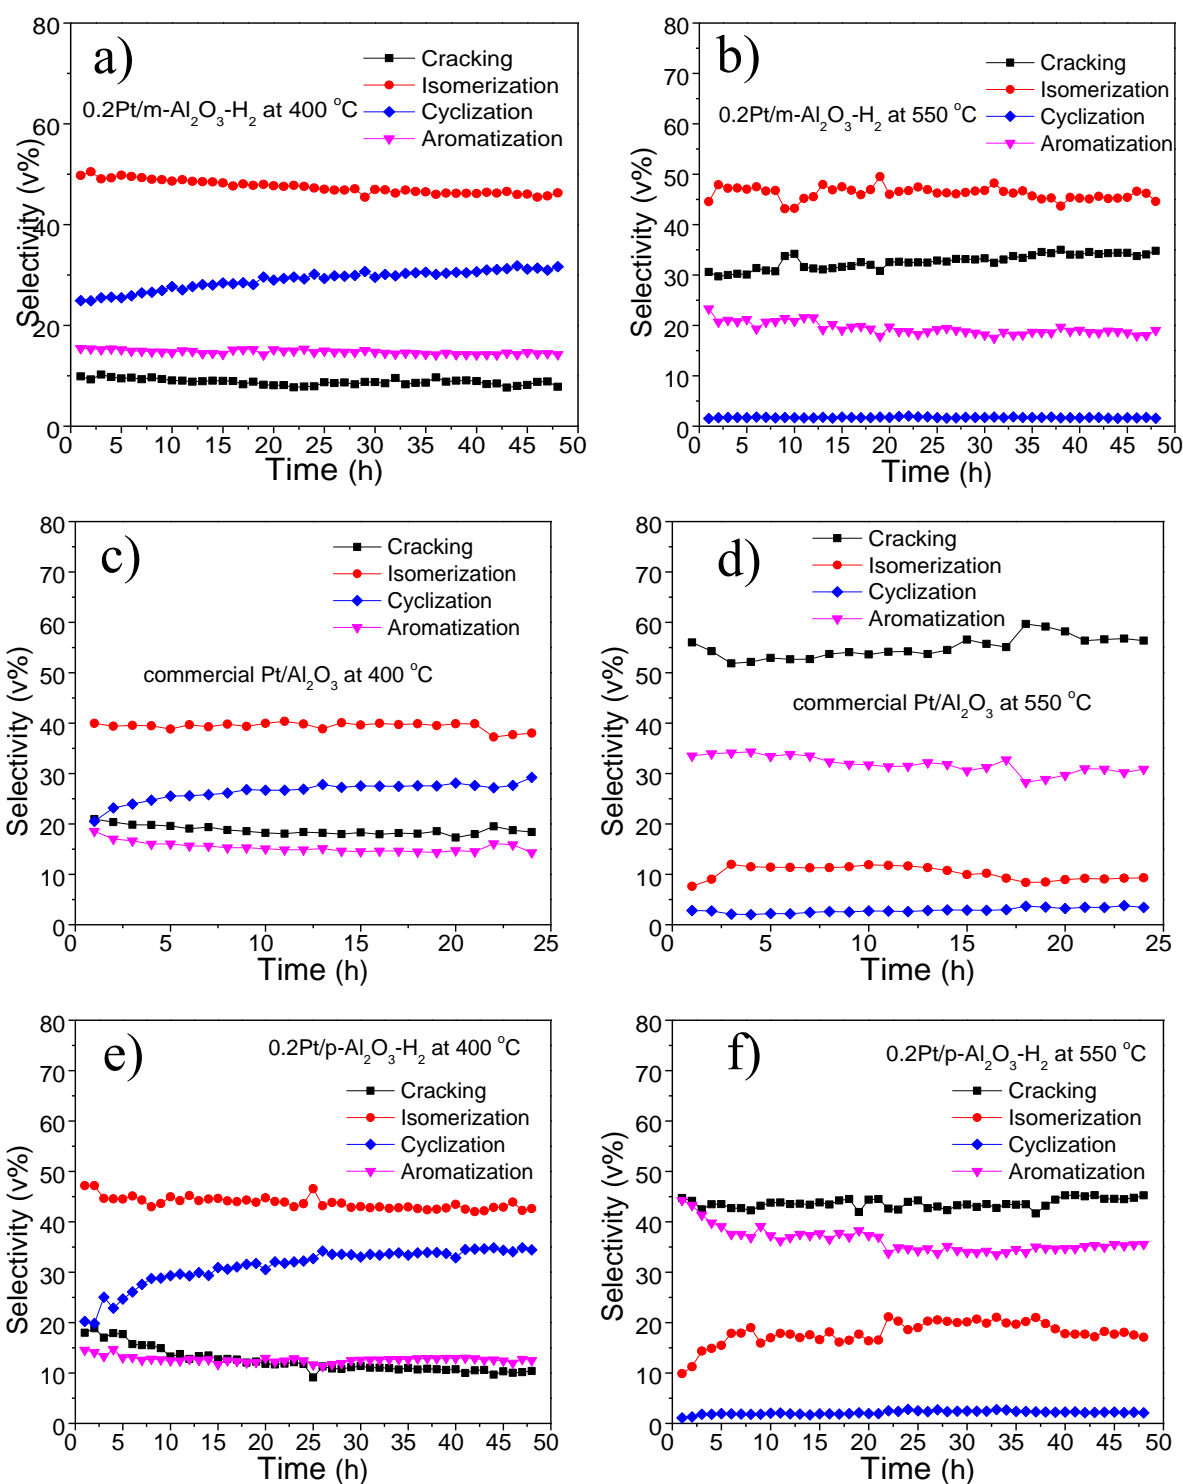 a)
Cracking
Isomerization
Cyclization
Aromatization
0.2Pt/m-Al2O3-H2 at 400 °C
Selectivity (v%)
80
60
40
20
0
0 5 10 15 20 25 30 35 40 45 50
Time (h)
b)
Cracking
Isomerization
Cyclization
Aromatization
0.2Pt/m-Al2O3-H2 at 550 °C
Selectivity (v%)
80
70
60
50
40
30
20
10
0
0 5 10 15 20 25 30 35 40 45 50
Time (h)
c)
Cracking
Isomerization
Cyclization
Aromatization
commercial Pt/Al2O3 at 400 °C
Selectivity (v%)
80
70
60
50
40
30
20
10
0
0 5 10 15 20 25
Time (h)
d)
Cracking
Isomerization
Cyclization
Aromatization
commercial Pt/Al2O3 at 550 °C
Selectivity (v%)
80
70
60
50
40
30
20
10
0
0 5 10 15 20 25
Time (h)
e)
0.2Pt/p-Al2O3-H2 at 400 °C
Cracking
Isomerization
Cyclization
Aromatization
Selectivity (v%)
80
70
60
50
40
30
20
10
0
0 5 10 15 20 25 30 35 40 45 50
Time (h)
f)
0.2Pt/p-Al2O3-H2 at 550 °C
Cracking
Isomerization
Cyclization
Aromatization
Selectivity (v%)
80
70
60
50
40
30
20
10
0
0 5 10 15 20 25 30 35 40 45 50
Time (h)